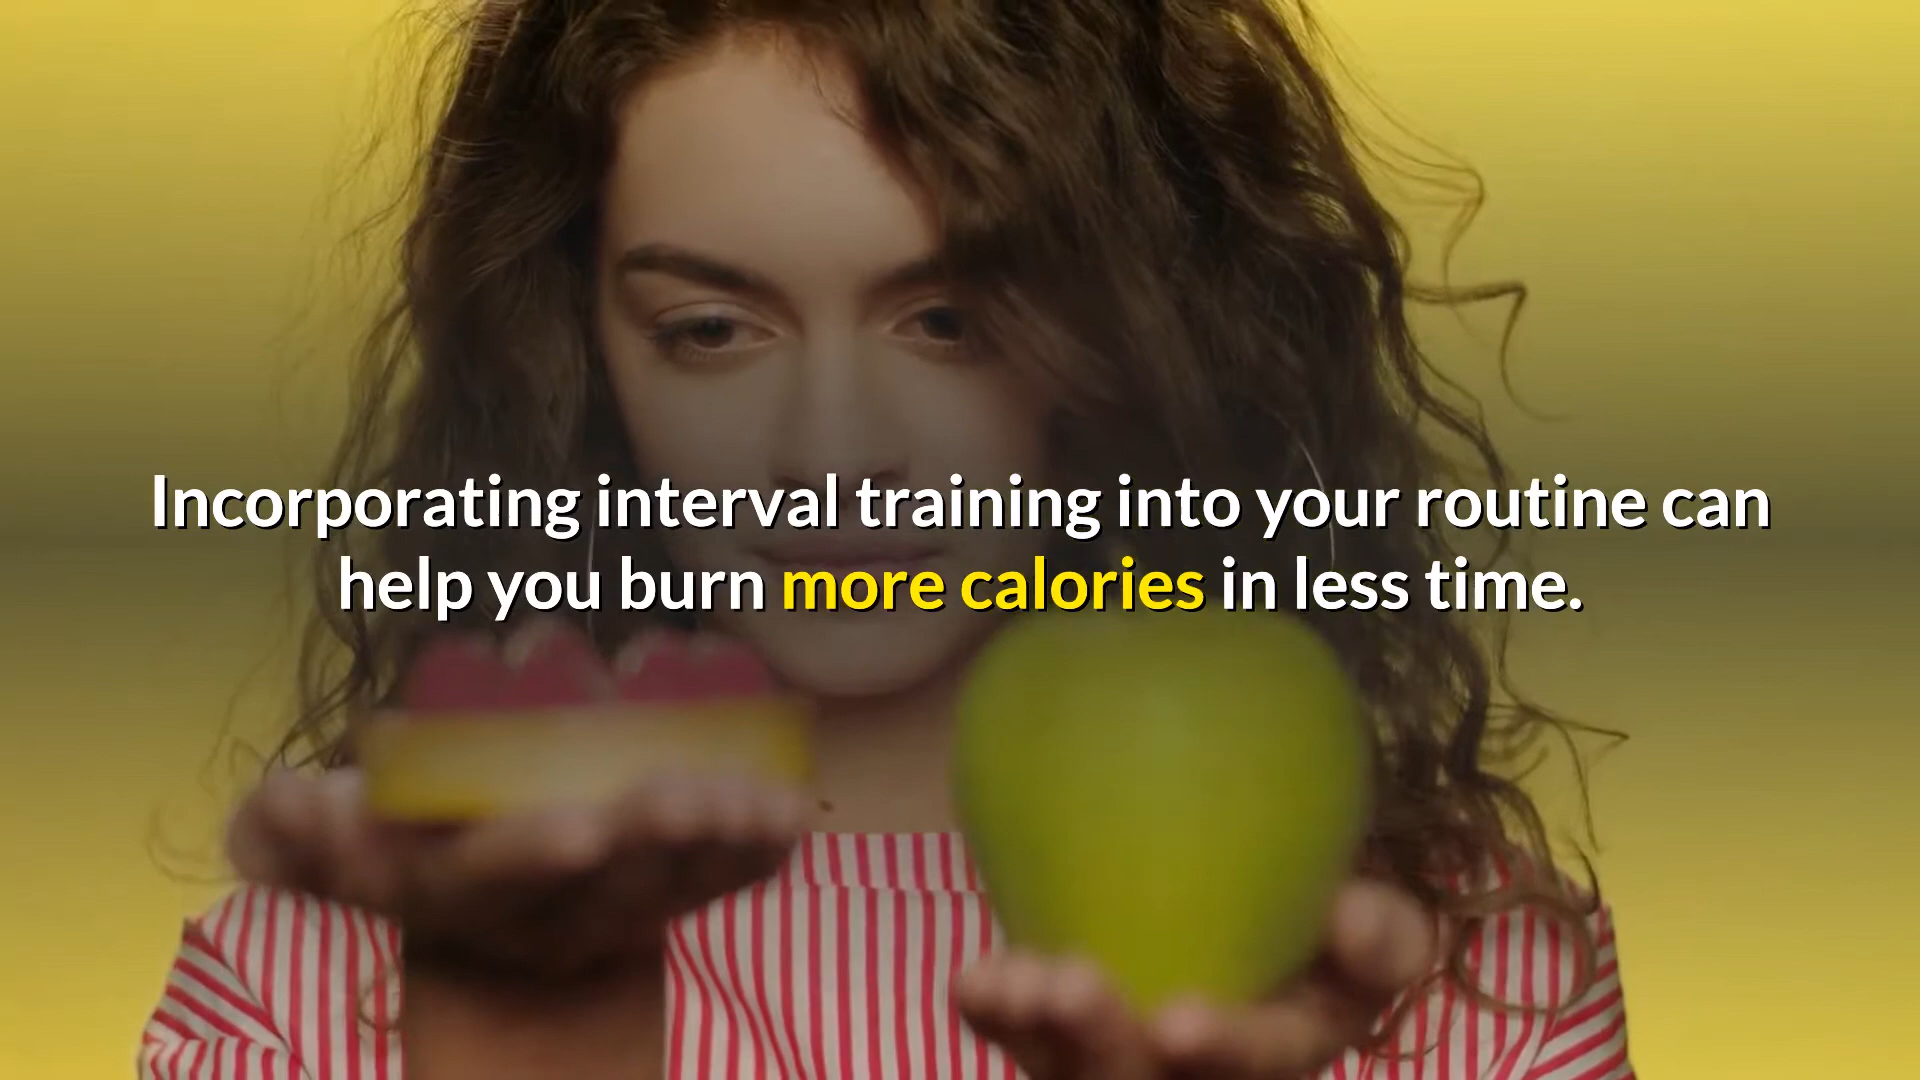 Incorporating interval training into your routine can
help you burn more calories in less time.